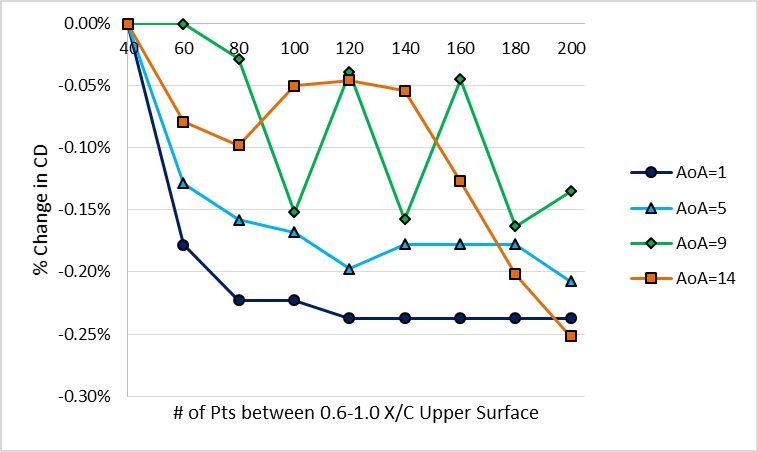 0.00%
40 60 80 100 120 140 160 180 200
-0.05%
-0.10%
-0.15%
-0.20%
-0.25%
-0.30%
% Change in CD
# of Pts between 0.6-1.0 X/C Upper Surface
AoA=1
AoA=5
AoA=9
AoA=14